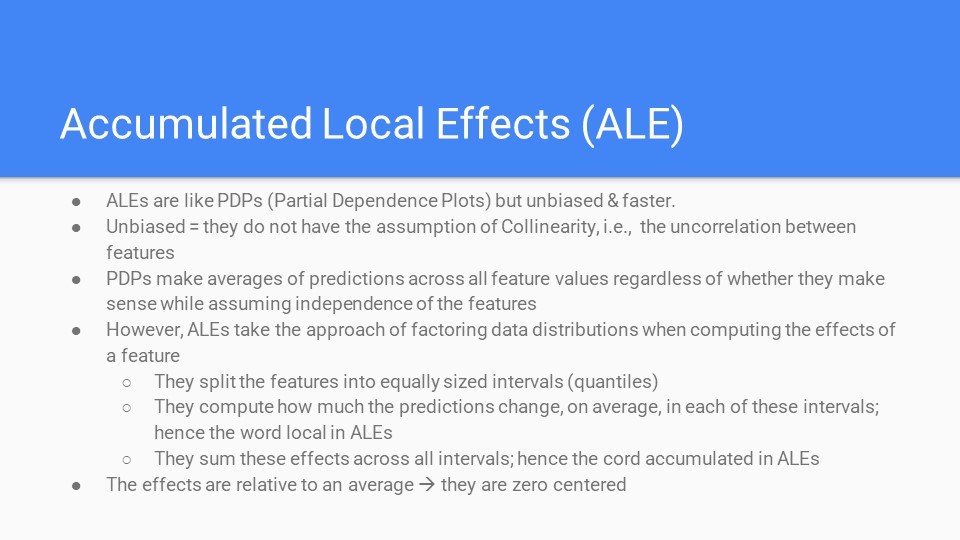 Accumulated Local Effects (ALE)
● ALEs are like PDPs (Partial Dependence Plots) but unbiased & faster.
● Unbiased = they do not have the assumption of Collinearity, i.e., the uncorrelation between
features
● PDPs make averages of predictions across all feature values regardless of whether they make
sense while assuming independence of the features
● However, ALEs take the approach of factoring data distributions when computing the effects of
a feature
○ They split the features into equally sized intervals (quantiles)
○ They compute how much the predictions change, on average, in each of these intervals;
hence the word local in ALEs
○ They sum these effects across all intervals; hence the cord accumulated in ALEs
● The effects are relative to an average → they are zero centered